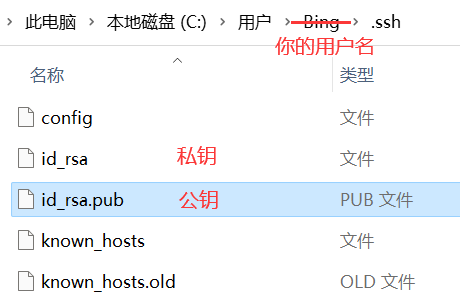 此电脑 > 本地磁盘 (C:) > 用户 > Bing > .ssh
你的用户名
名称 类型
config 文件
id_rsa 私钥 文件
id_rsa.pub 公钥 PUB 文件
known_hosts 文件
known_hosts.old OLD 文件